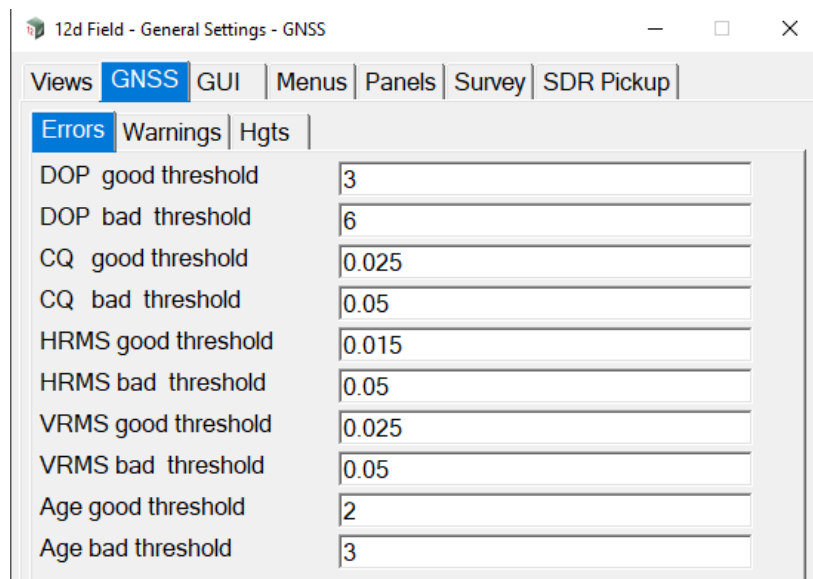 12d Field - General Settings - GNSS
Views GNSS GUI Menus Panels Survey SDR Pickup
Errors Warnings Hgts
DOP good threshold 3
DOP bad threshold 6
CQ good threshold 0.025
CQ bad threshold 0.05
HRMS good threshold 0.015
HRMS bad threshold 0.05
VRMS good threshold 0.025
VRMS bad threshold 0.05
Age good threshold 2
Age bad threshold 3